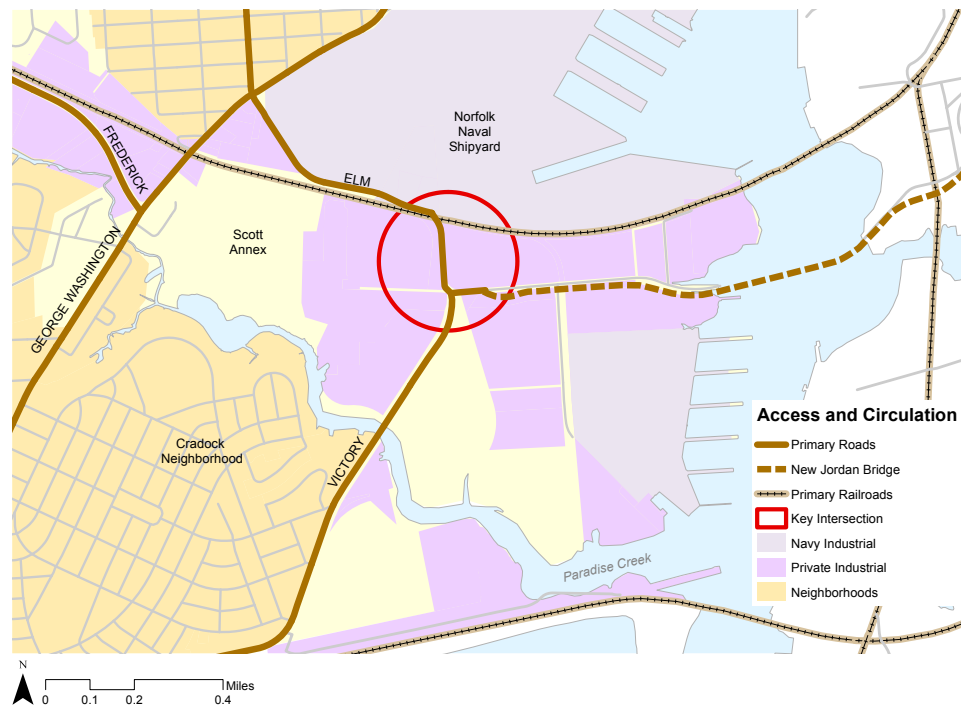 Norfolk
Naval
Shipyard
FREDERICK
ELM
Scott
Annex
GEORGE WASHINGTON
Cradock
Neighborhood
VICTORY
Paradise Creek
Access and Circulation
Primary Roads
New Jordan Bridge
Primary Railroads
Key Intersection
Navy Industrial
Private Industrial
Neighborhoods
N
Miles
0 0.1 0.2 0.4